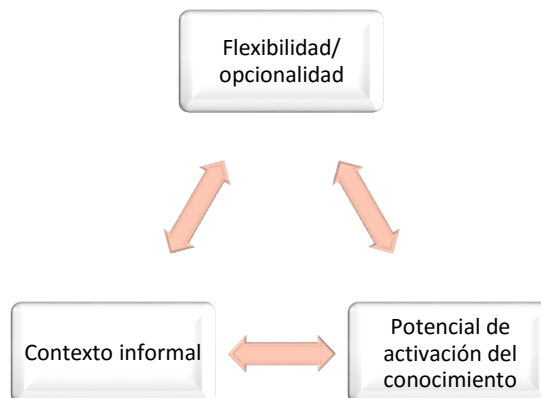 Flexibilidad/
opcionalidad
Contexto informal
Potencial de
activación del
conocimiento